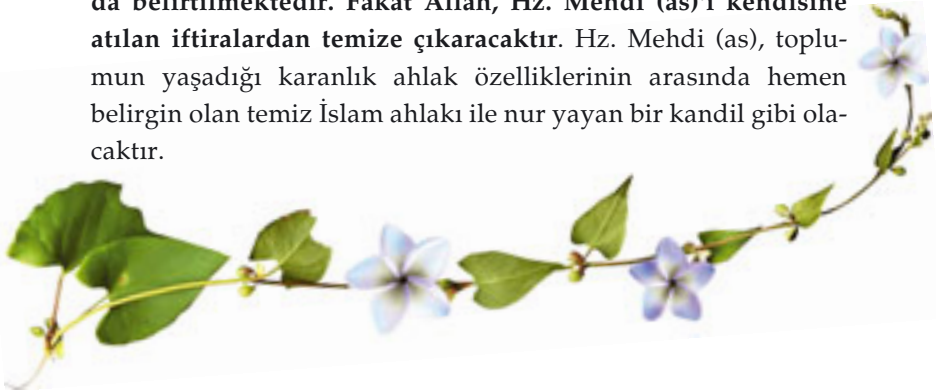 da belirtilmektedir. Fakat Allah, Hz. Mehdi (as)'ı kendisine
atılan iftiralardan temize çıkaracaktır. Hz. Mehdi (as), toplu-
mun yaşadığı karanlık ahlak özelliklerinin arasında hemen
belirgin olan temiz İslam ahlakı ile nur yayan bir kandil gibi ola-
caktır.